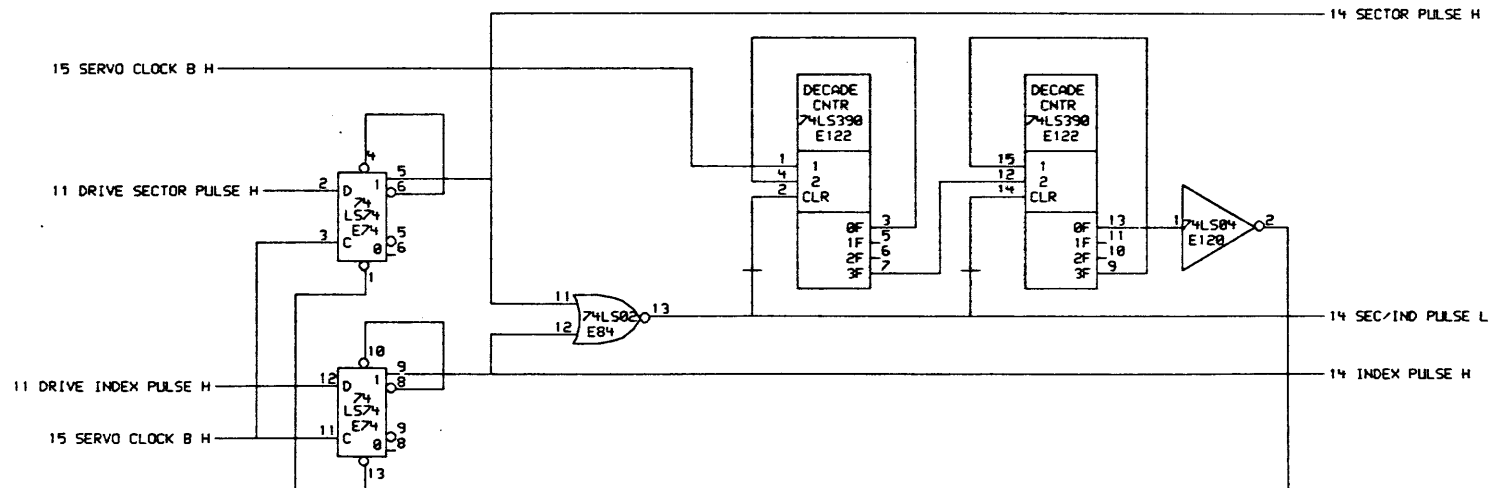 14 SECTOR PULSE H
15 SERVO CLOCK B H
DECADE
CNTR
74LS390
E122
1
4
2
1
2
CLR
0F
1F
2F
3F
3
5
6
7
DECADE
CNTR
74LS390
E122
15
12
14
1
2
CLR
0F
1F
2F
3F
13
11
10
9
1
74LS04
E120
2
4
11 DRIVE SECTOR PULSE H
2
D
1
5
6
74
LS74
E74
3
C
0
5
6
1
11
12
74LS02
E84
13
14 SEC/IND PULSE L
10
11 DRIVE INDEX PULSE H
12
D
1
9
8
14 INDEX PULSE H
74
LS74
E74
15 SERVO CLOCK B H
11
C
0
9
8
13